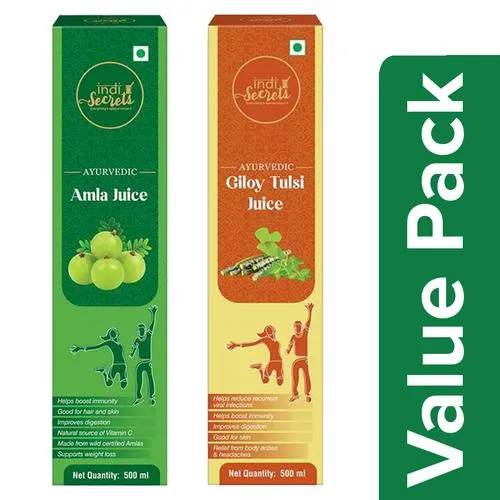 indi
Secrets
AYURVEDIC
Amla Juice
Helps boost immunity
Good for hair and skin
Improves digestion
Natural source of Vitamin C
Made from wild certified Amlas
Supports weight loss
Net Quantity: 500 ml
indi
Secrets
AYURVEDIC
Giloy Tulsi
Juice
Helps reduce recurrent
viral infections
Helps boost immunity
Improves digestion
Good for skin
Relief from body aches
& headaches
Net Quantity: 500 ml
Value Pack